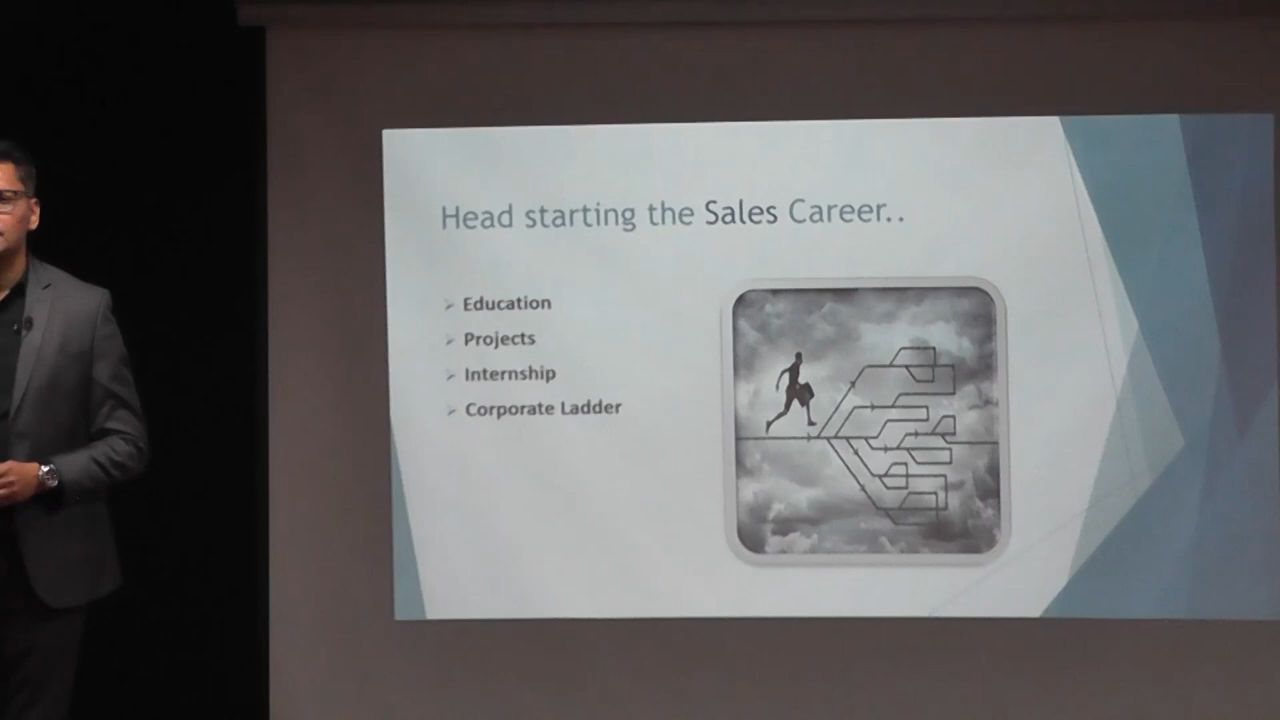 Head starting the Sales Career..
Education
Projects
Internship
Corporate Ladder